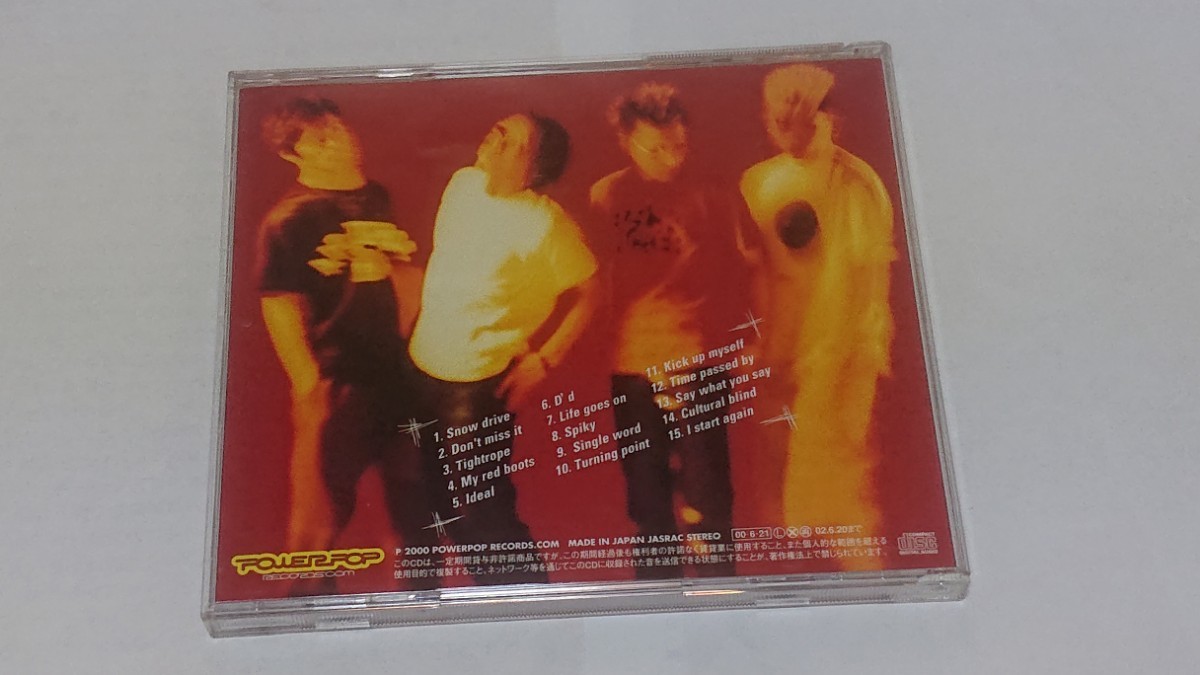 1. Snow drive
2. Don't miss it
3. Tightrope
4. My red boots
5. Ideal
6. D'd
7. Life goes on
8. Spiky
9. Single word
10. Turning point
11. Kick up myself
12. Time passed by
13. Say what you say
14. Cultural blind
15. I start again
POWERPOP
RECORDS.COM
P 2000 POWERPOP RECORDS.COM MADE IN JAPAN JASRAC STEREO 00·6·21 L X 02.6.20まで
このCDは、一定期間貸与非許諾商品ですが、この期間経過後も権利者の許諾なく賃貸業に使用すること、また個人的な範囲を超える
使用目的で複製すること、ネットワーク等を通じてこのCDに収録された音を送信できる状態にすることが、著作権法上で禁じられています。
COMPACT
disc
DIGITAL AUDIO